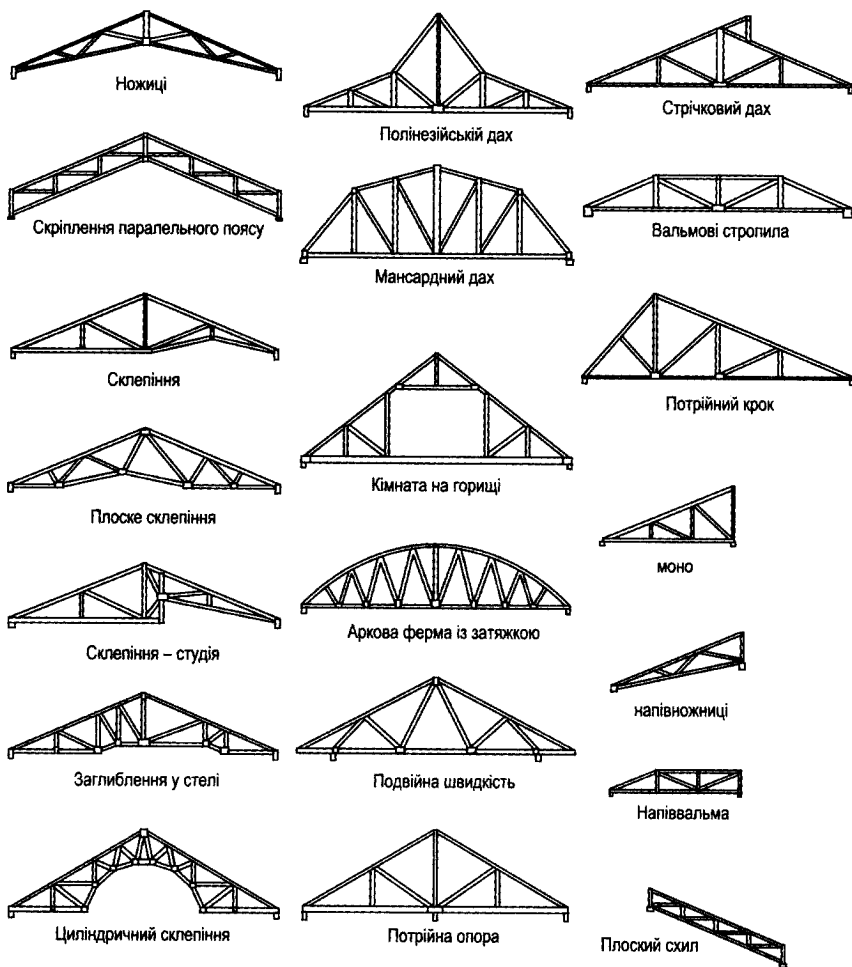 Ножиці
Скріплення паралельного поясу
Склепіння
Плоске склепіння
Склепіння – студія
Заглиблення у стелі
Циліндричний склепіння
Полінезійській дах
Мансардний дах
Кімната на горищі
Аркова ферма із затяжкою
Подвійна швидкість
Потрійна опора
Стрічковий дах
Вальмові стропила
Потрійний крок
моно
напівножниці
Напіввальма
Плоский схил